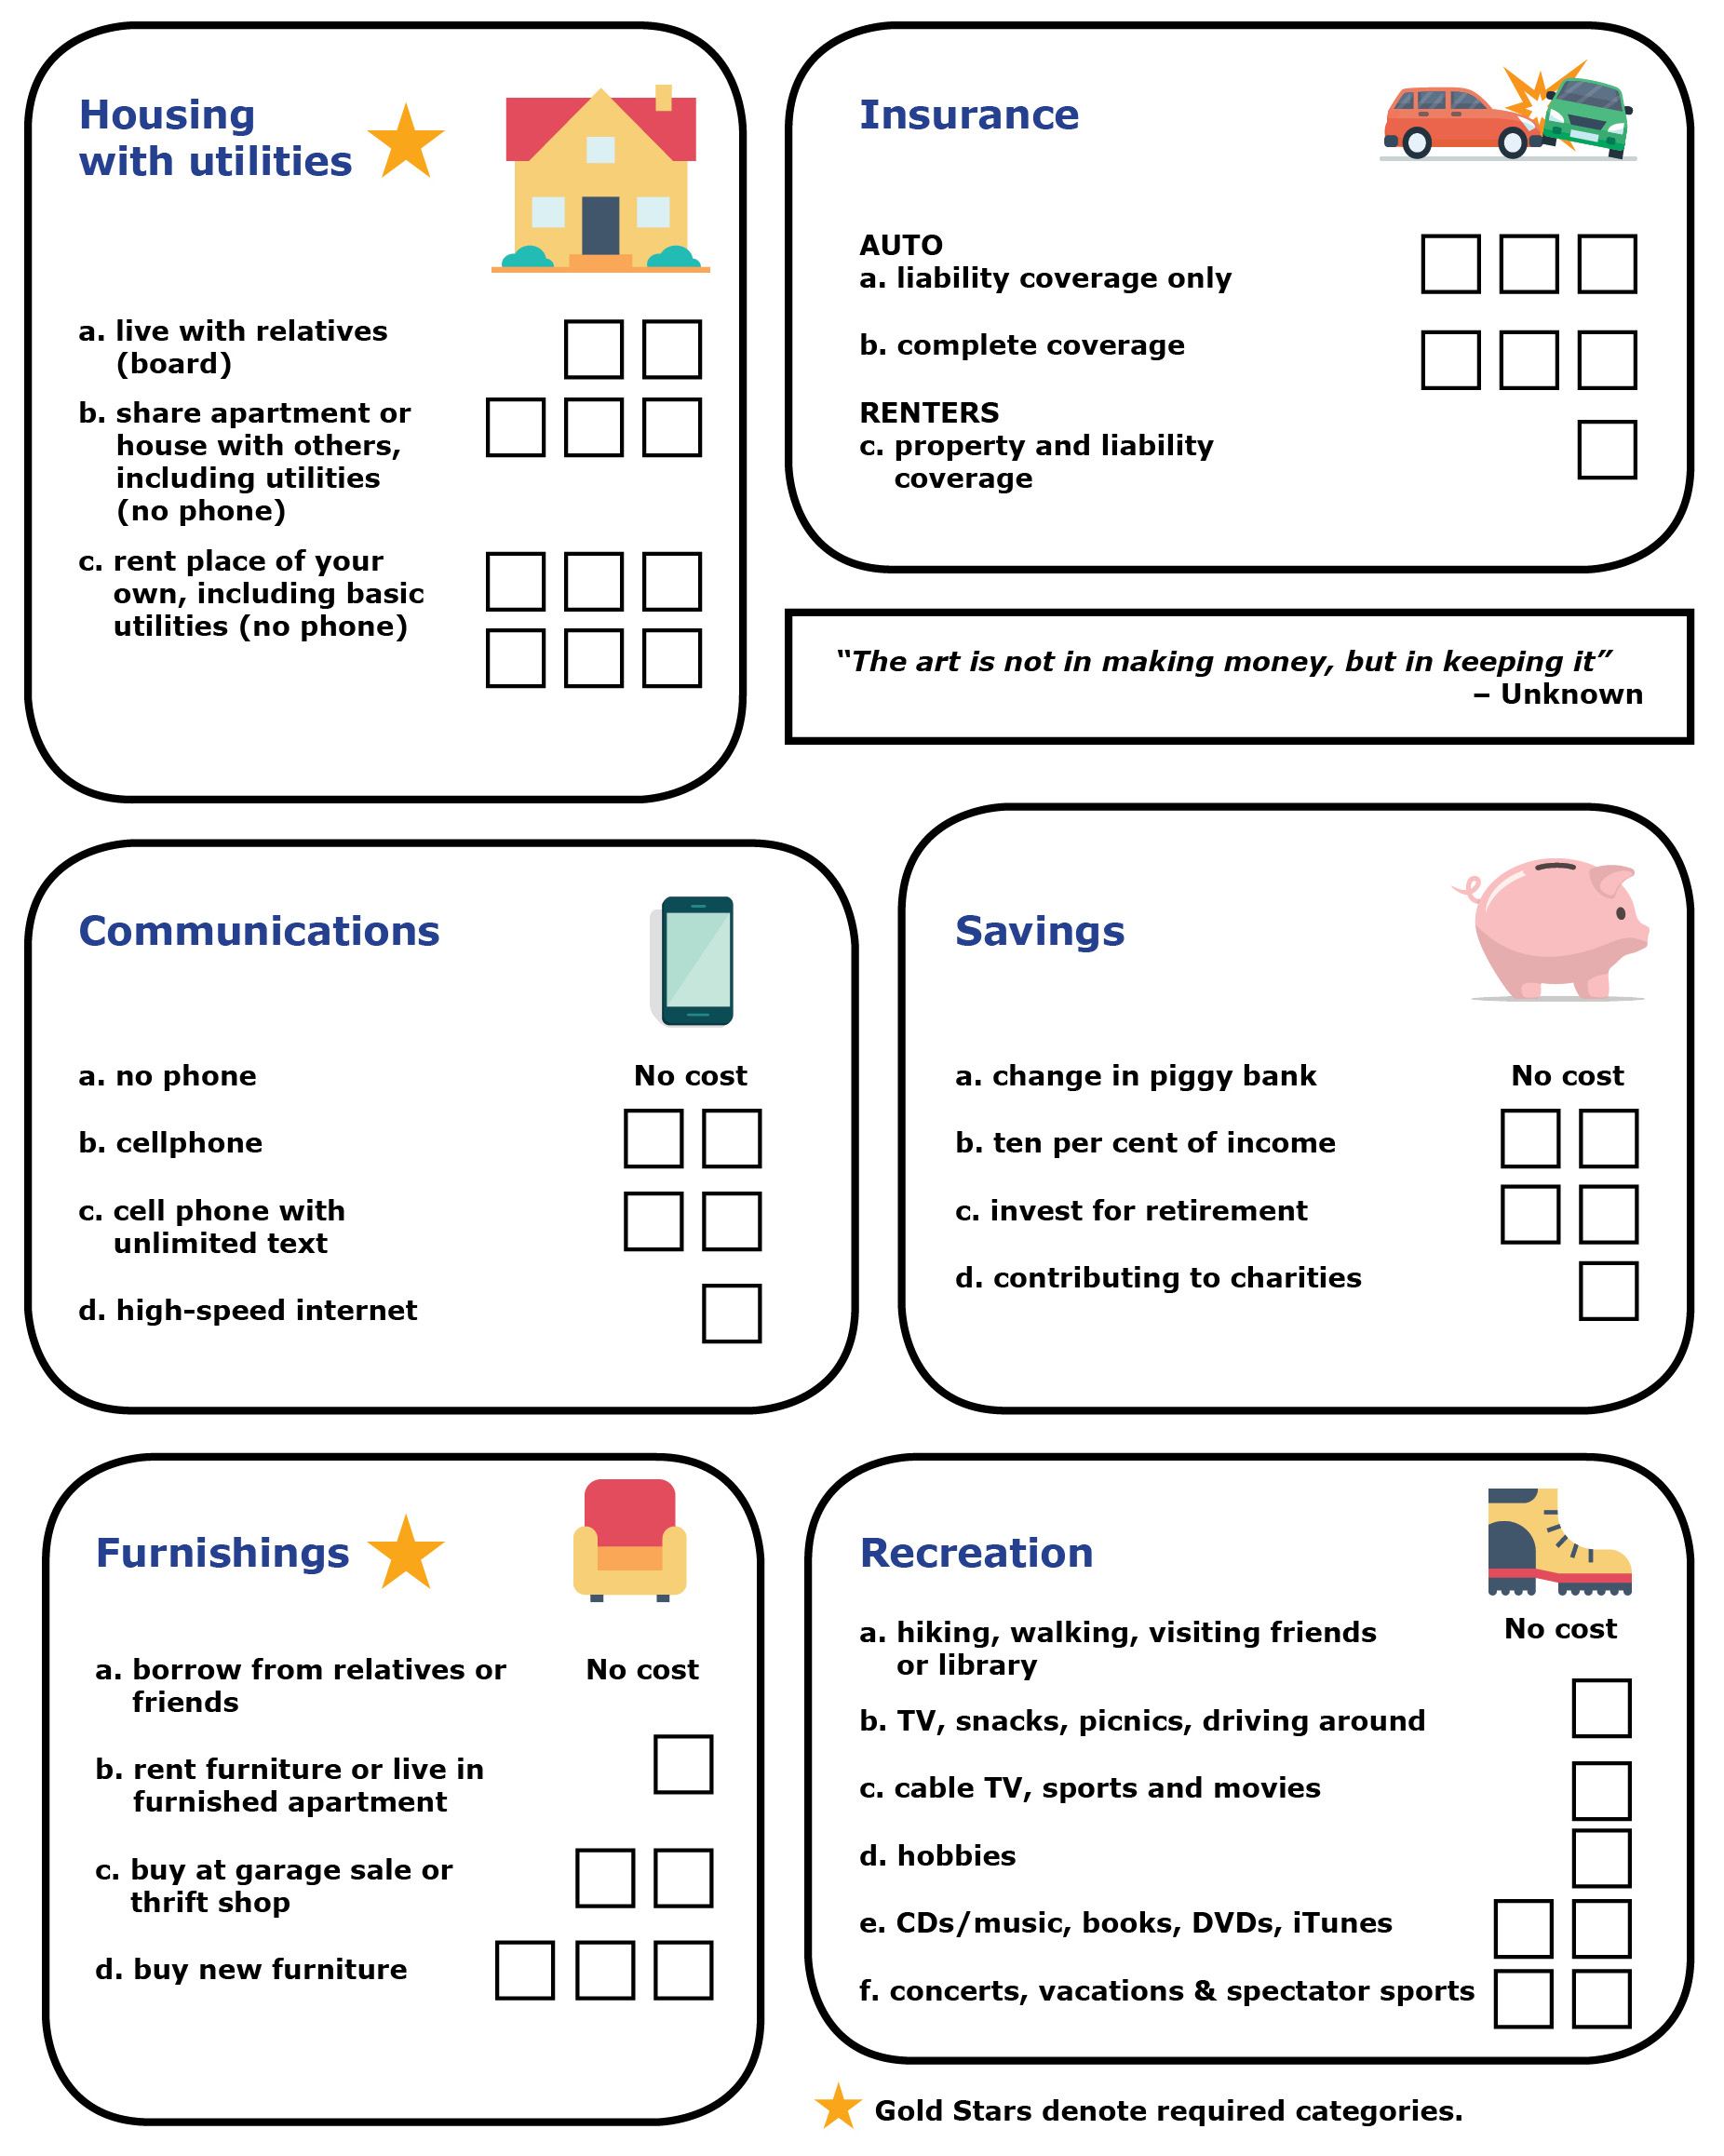 Housing
with utilities
a. live with relatives
(board)
b. share apartment or
house with others,
including utilities
(no phone)
c. rent place of your
own, including basic
utilities (no phone)
Insurance
AUTO
a. liability coverage only
b. complete coverage
RENTERS
c. property and liability
coverage
“The art is not in making money, but in keeping it”
– Unknown
Communications
a. no phone No cost
b. cellphone
c. cell phone with
unlimited text
d. high-speed internet
Savings
a. change in piggy bank No cost
b. ten per cent of income
c. invest for retirement
d. contributing to charities
Furnishings
a. borrow from relatives or No cost
friends
b. rent furniture or live in
furnished apartment
c. buy at garage sale or
thrift shop
d. buy new furniture
Recreation
a. hiking, walking, visiting friends No cost
or library
b. TV, snacks, picnics, driving around
c. cable TV, sports and movies
d. hobbies
e. CDs/music, books, DVDs, iTunes
f. concerts, vacations & spectator sports
Gold Stars denote required categories.